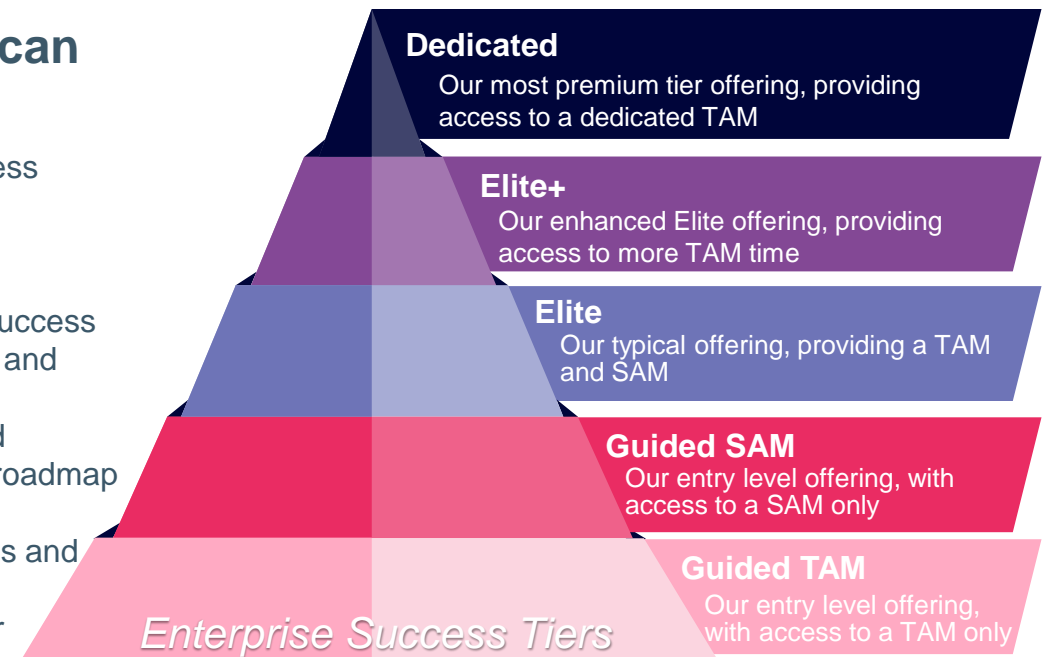 can
ess
uccess
and
d
roadmap
s and
r
Dedicated
Our most premium tier offering, providing
access to a dedicated TAM
Elite+
Our enhanced Elite offering, providing
access to more TAM time
Elite
Our typical offering, providing a TAM
and SAM
Guided SAM
Our entry level offering, with
access to a SAM only
Guided TAM
Our entry level offering,
with access to a TAM only
Enterprise Success Tiers